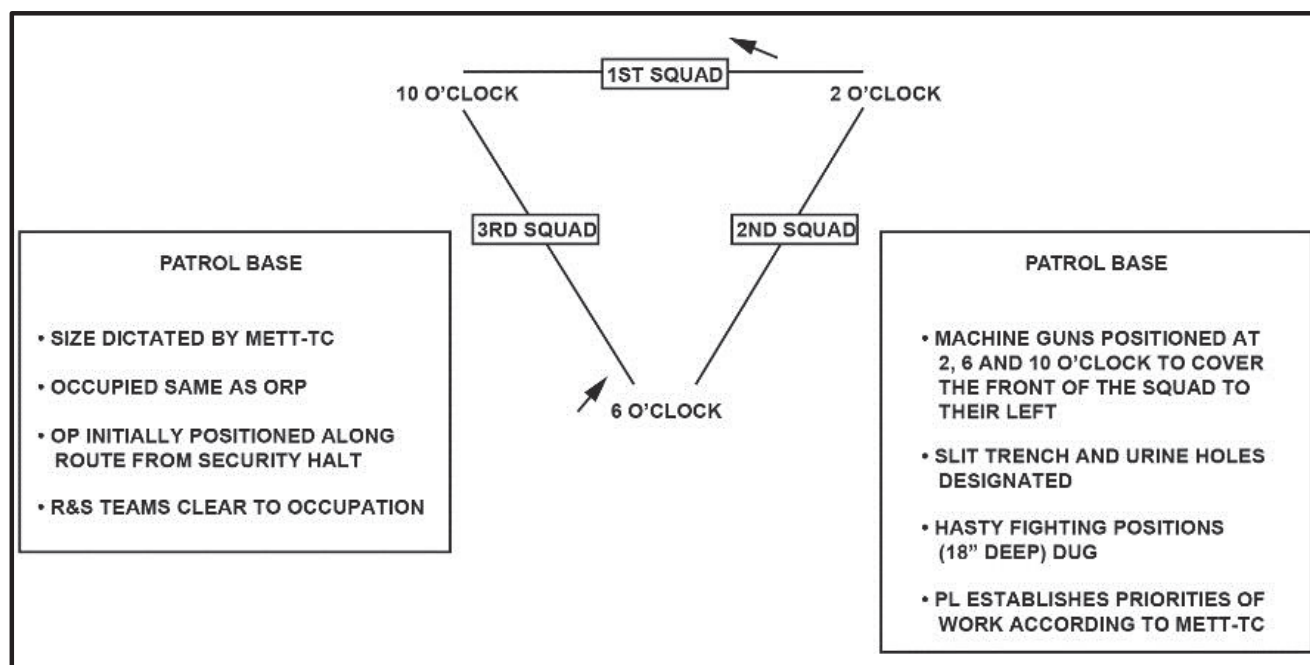 1ST SQUAD
10 O'CLOCK
2 O'CLOCK
3RD SQUAD
2ND SQUAD
6 O'CLOCK
PATROL BASE
• SIZE DICTATED BY METT-TC
• OCCUPIED SAME AS ORP
• OP INITIALLY POSITIONED ALONG
ROUTE FROM SECURITY HALT
• R&S TEAMS CLEAR TO OCCUPATION
PATROL BASE
• MACHINE GUNS POSITIONED AT
2, 6 AND 10 O'CLOCK TO COVER
THE FRONT OF THE SQUAD TO
THEIR LEFT
• SLIT TRENCH AND URINE HOLES
DESIGNATED
• HASTY FIGHTING POSITIONS
(18” DEEP) DUG
• PL ESTABLISHES PRIORITIES OF
WORK ACCORDING TO METT-TC